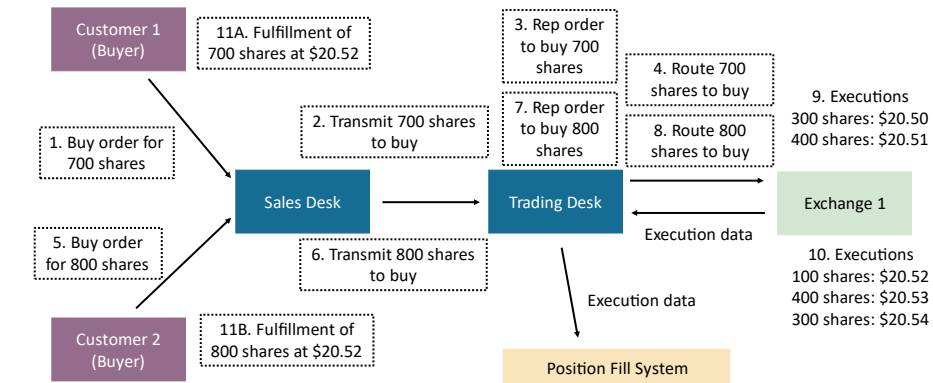 Customer 1
(Buyer)
11A. Fulfillment of
700 shares at $20.52
3. Rep order
to buy 700
shares
4. Route 700
shares to buy
9. Executions
300 shares: $20.50
400 shares: $20.51
1. Buy order for
700 shares
2. Transmit 700 shares
to buy
7. Rep order
to buy 800
shares
8. Route 800
shares to buy
Sales Desk
Trading Desk
Exchange 1
5. Buy order
for 800 shares
6. Transmit 800 shares
to buy
Execution data
10. Executions
100 shares: $20.52
400 shares: $20.53
300 shares: $20.54
Execution data
Customer 2
(Buyer)
11B. Fulfillment of
800 shares at $20.52
Position Fill System